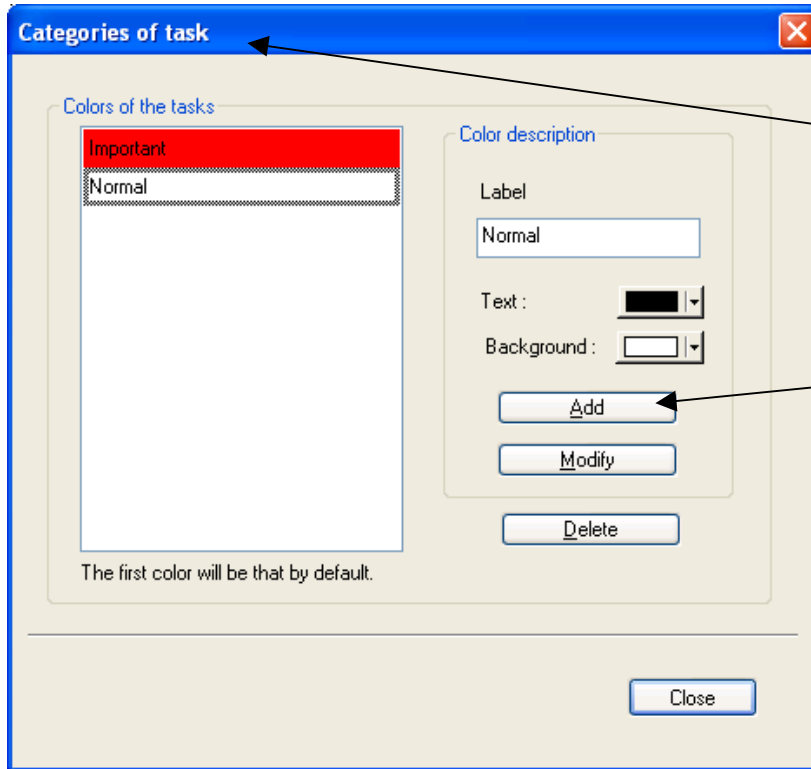 Categories of task
Colors of the tasks
Important
Normal
The first color will be that by default.
Color description
Label
Normal
Text :
Background :
Add
Modify
Delete
Close